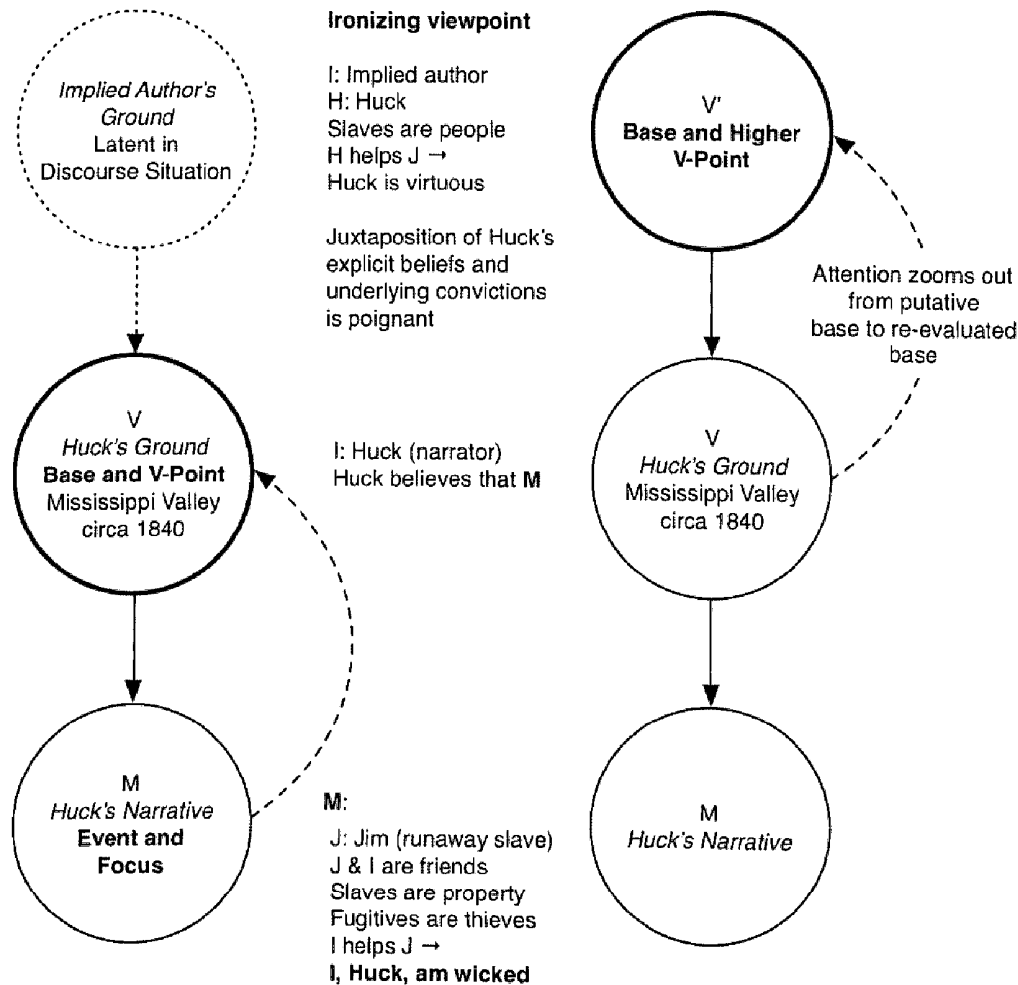 Implied Author's
Ground
Latent in
Discourse Situation
Ironizing viewpoint
I: Implied author
H: Huck
Slaves are people
H helps J →
Huck is virtuous
Juxtaposition of Huck's
explicit beliefs and
underlying convictions
is poignant
V'
Base and Higher
V-Point
Attention zooms out
from putative
base to re-evaluated
base
V
Huck's Ground
Base and V-Point
Mississippi Valley
circa 1840
I: Huck (narrator)
Huck believes that M
V
Huck's Ground
Mississippi Valley
circa 1840
M
Huck's Narrative
Event and
Focus
M:
J: Jim (runaway slave)
J & I are friends
Slaves are property
Fugitives are thieves
I helps J →
I, Huck, am wicked
M
Huck's Narrative